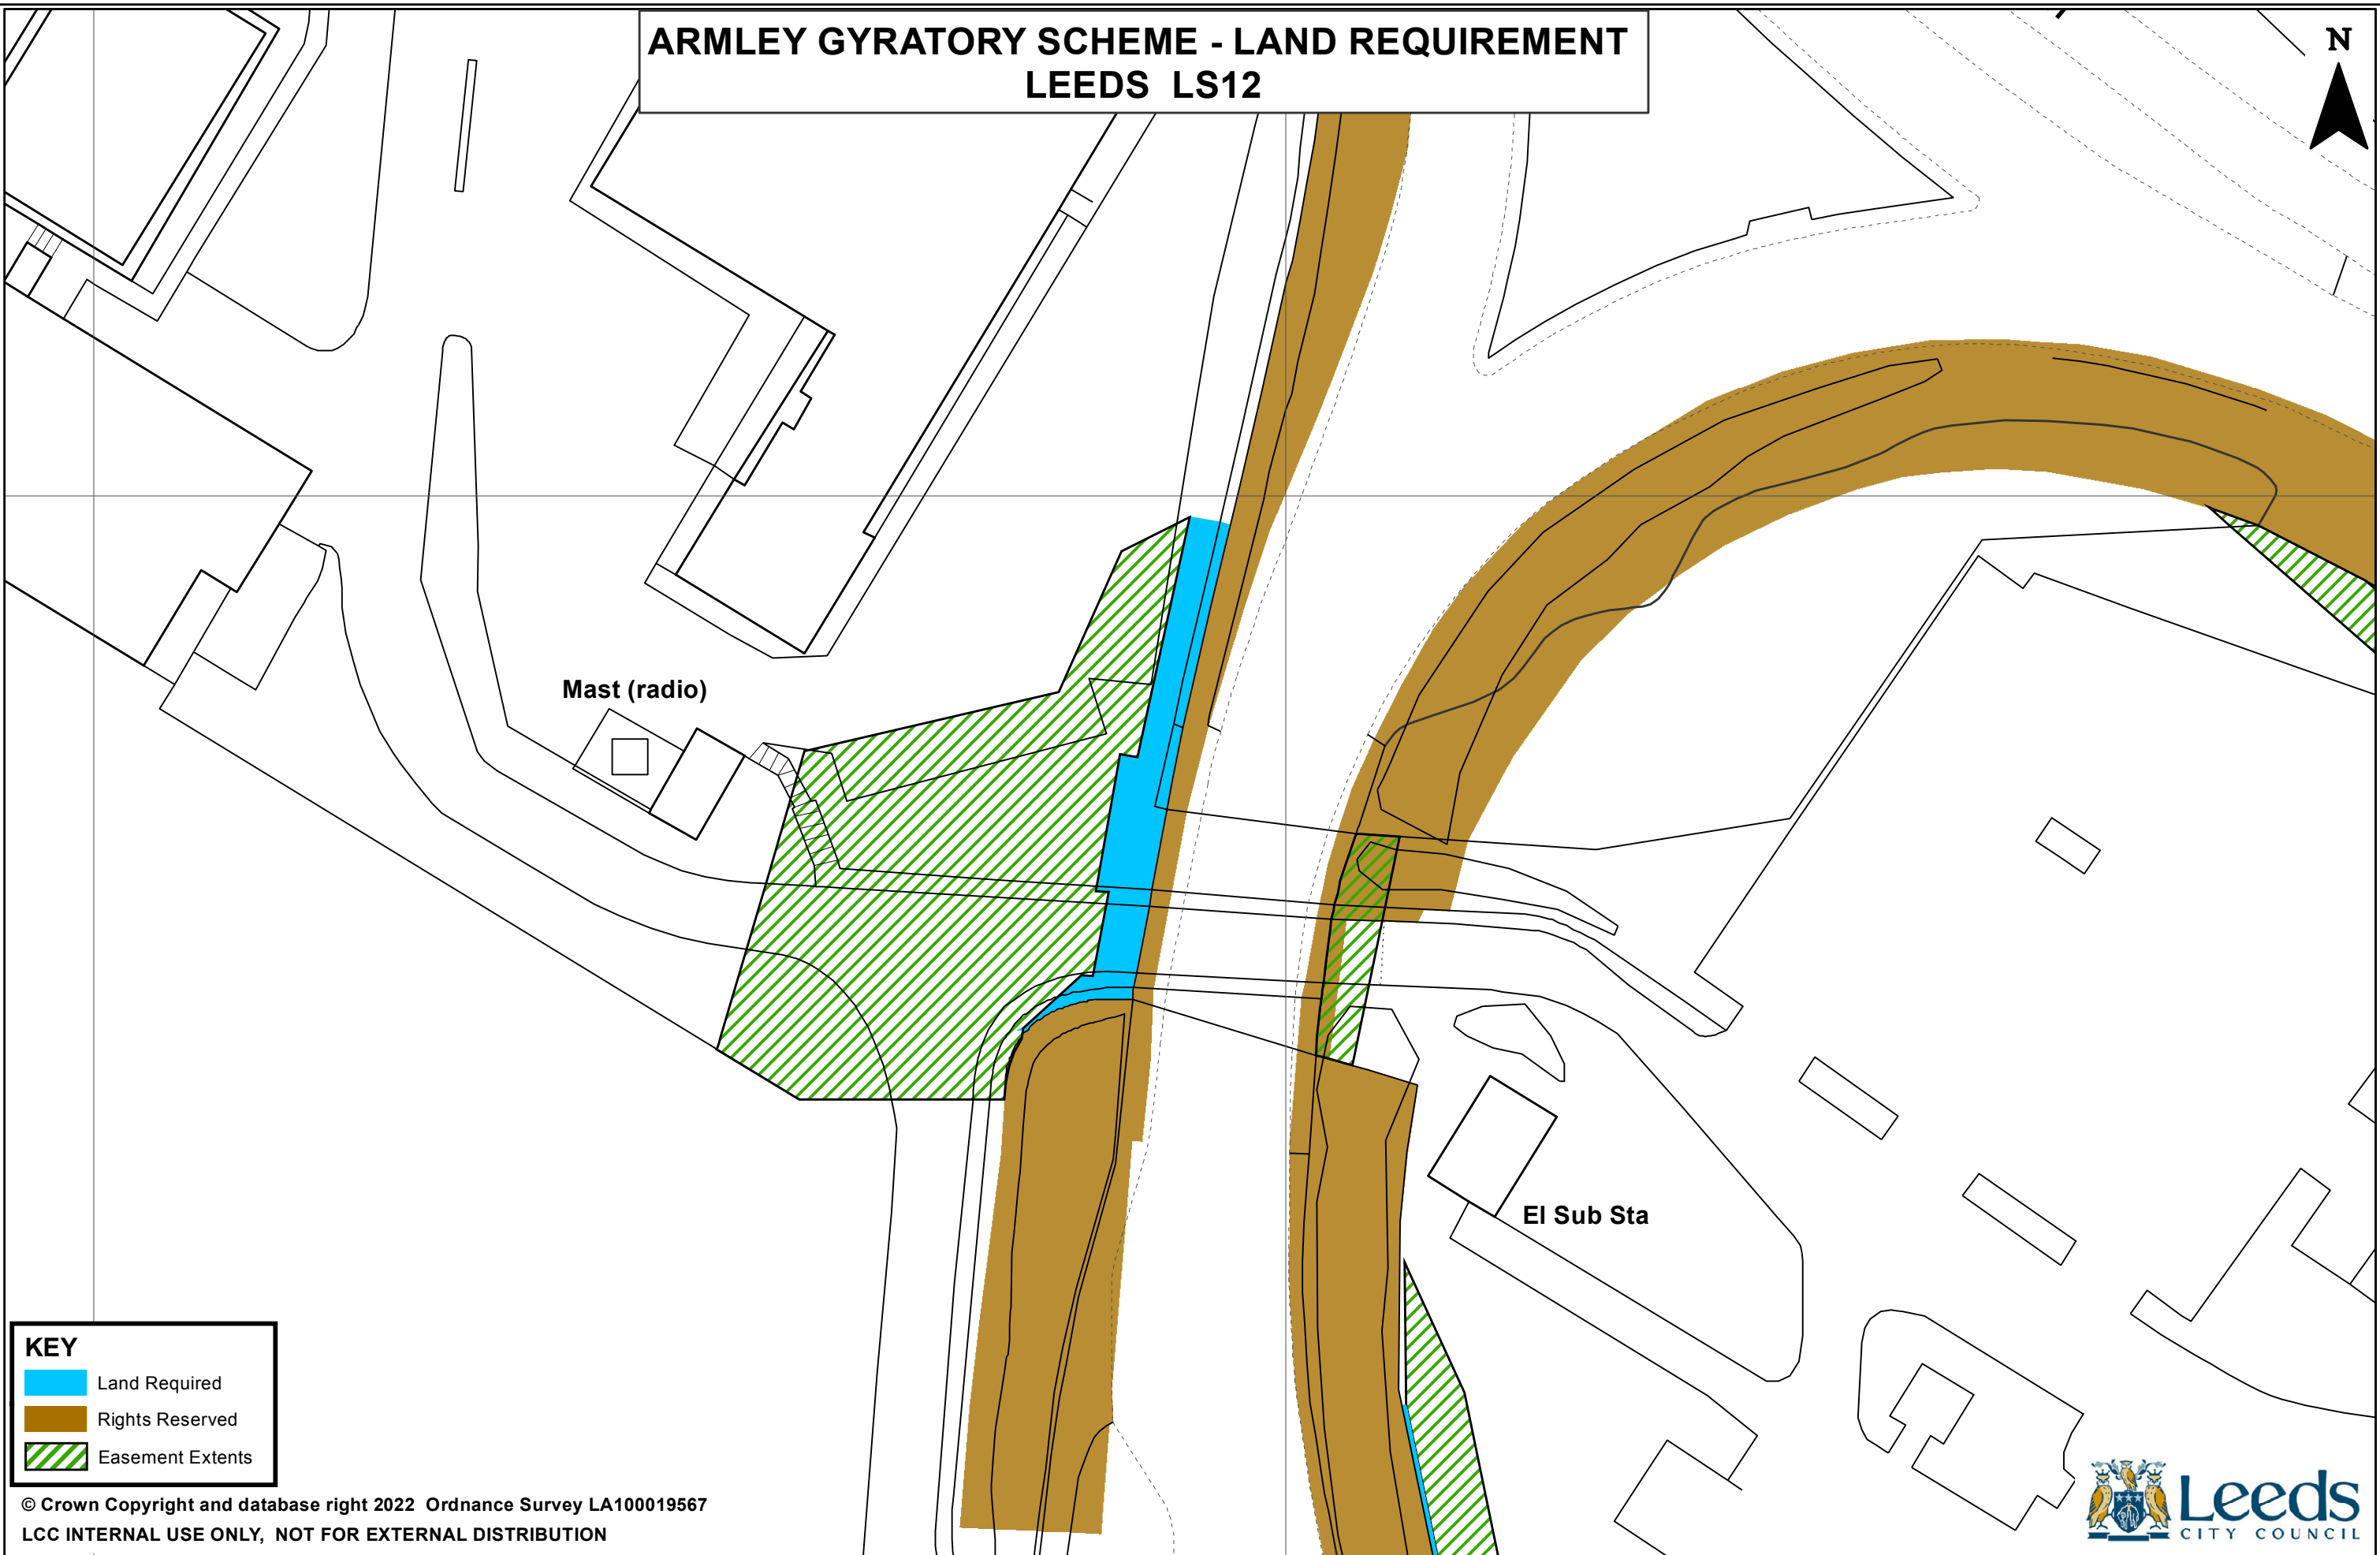 ARMLEY GYRATORY SCHEME - LAND REQUIREMENT
LEEDS LS12
N
Mast (radio)
El Sub Sta
KEY
Land Required
Rights Reserved
Easement Extents
© Crown Copyright and database right 2022 Ordnance Survey LA100019567
LCC INTERNAL USE ONLY, NOT FOR EXTERNAL DISTRIBUTION
Leeds
CITY COUNCIL